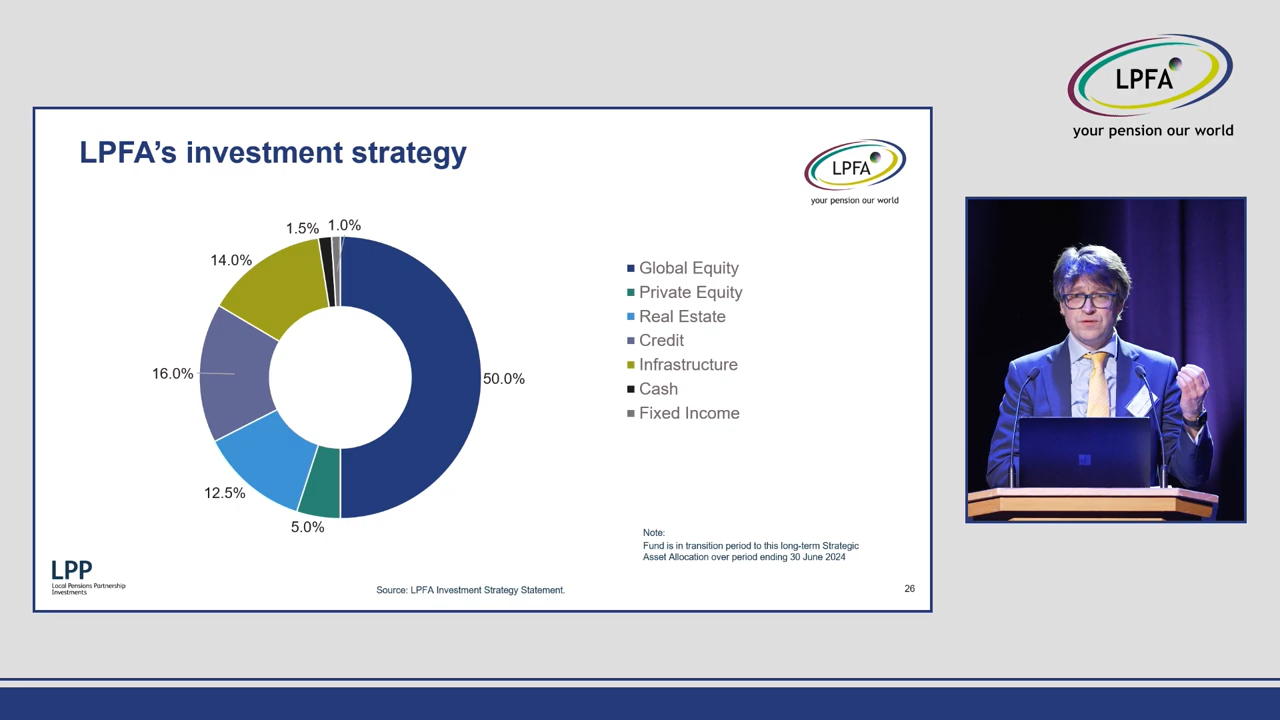 LPFA
your pension our world
LPFA's investment strategy
LPFA
your pension our world
1.5%
1.0%
14.0%
16.0%
50.0%
12.5%
5.0%
Global Equity
Private Equity
Real Estate
Credit
Infrastructure
Cash
Fixed Income
Note:
Fund is in transition period to this long-term Strategic
Asset Allocation over period ending 30 June 2024
LPP
Local Pensions Partnership
Investments
Source: LPFA Investment Strategy Statement.
26